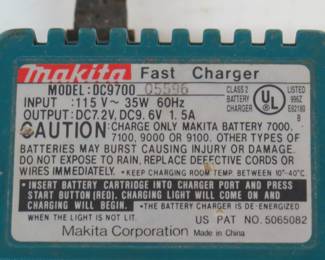 makita Fast Charger
MODEL:DC9700 05596
INPUT :115 V~ 35W 60Hz
OUTPUT:DC7.2V,DC9.6V 1.5A
CLASS 2
BATTERY
CHARGER
UL
LISTED
996Z
E82180
B
CAUTION: CHARGE ONLY MAKITA BATTERY 7000,
7100, 9000 OR 9100. OTHER TYPES OF
BATTERIES MAY BURST CAUSING INJURY OR DAMAGE.
DO NOT EXPOSE TO RAIN. REPLACE DEFECTIVE CORDS OR
WIRES IMMEDIATELY. •KEEP CHARGING ROOM TEMP. BETWEEN 10°-40°C
• INSERT BATTERY CARTRIDGE INTO CHARGER PORT AND PRESS
START BUTTON (RED). CHARGING LIGHT WILL COME ON AND
CHARGING WILL BEGIN. • THE BATTERY CHARGER IS DE-ENERGIZED
WHEN THE LIGHT IS NOT LIT. US PAT NO.5065082
Makita Corporation Made in China